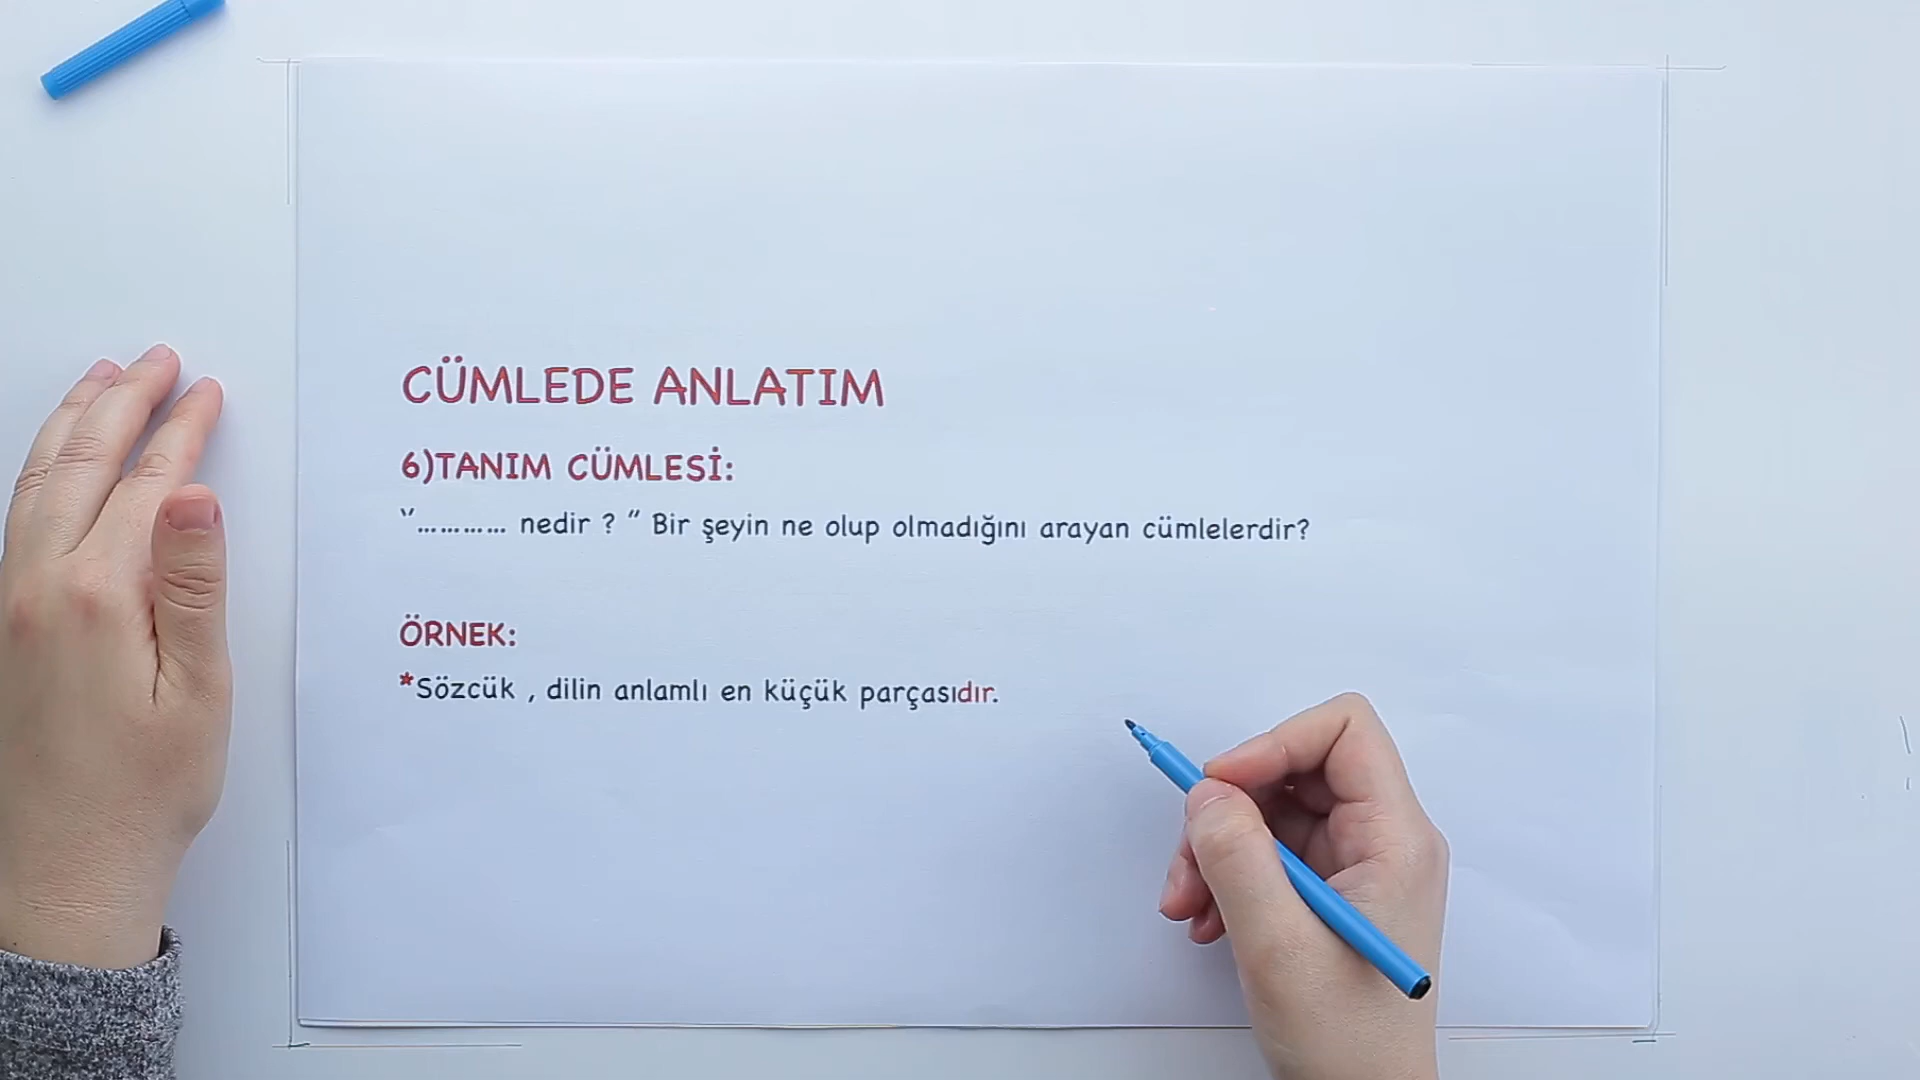 CÜMLEDE ANLATIM
6)TANIM CÜMLESİ:
“………… nedir ? ” Bir şeyin ne olup olmadığını arayan cümlelerdir?
ÖRNEK:
*Sözcük , dilin anlamlı en küçük parçasıdır.